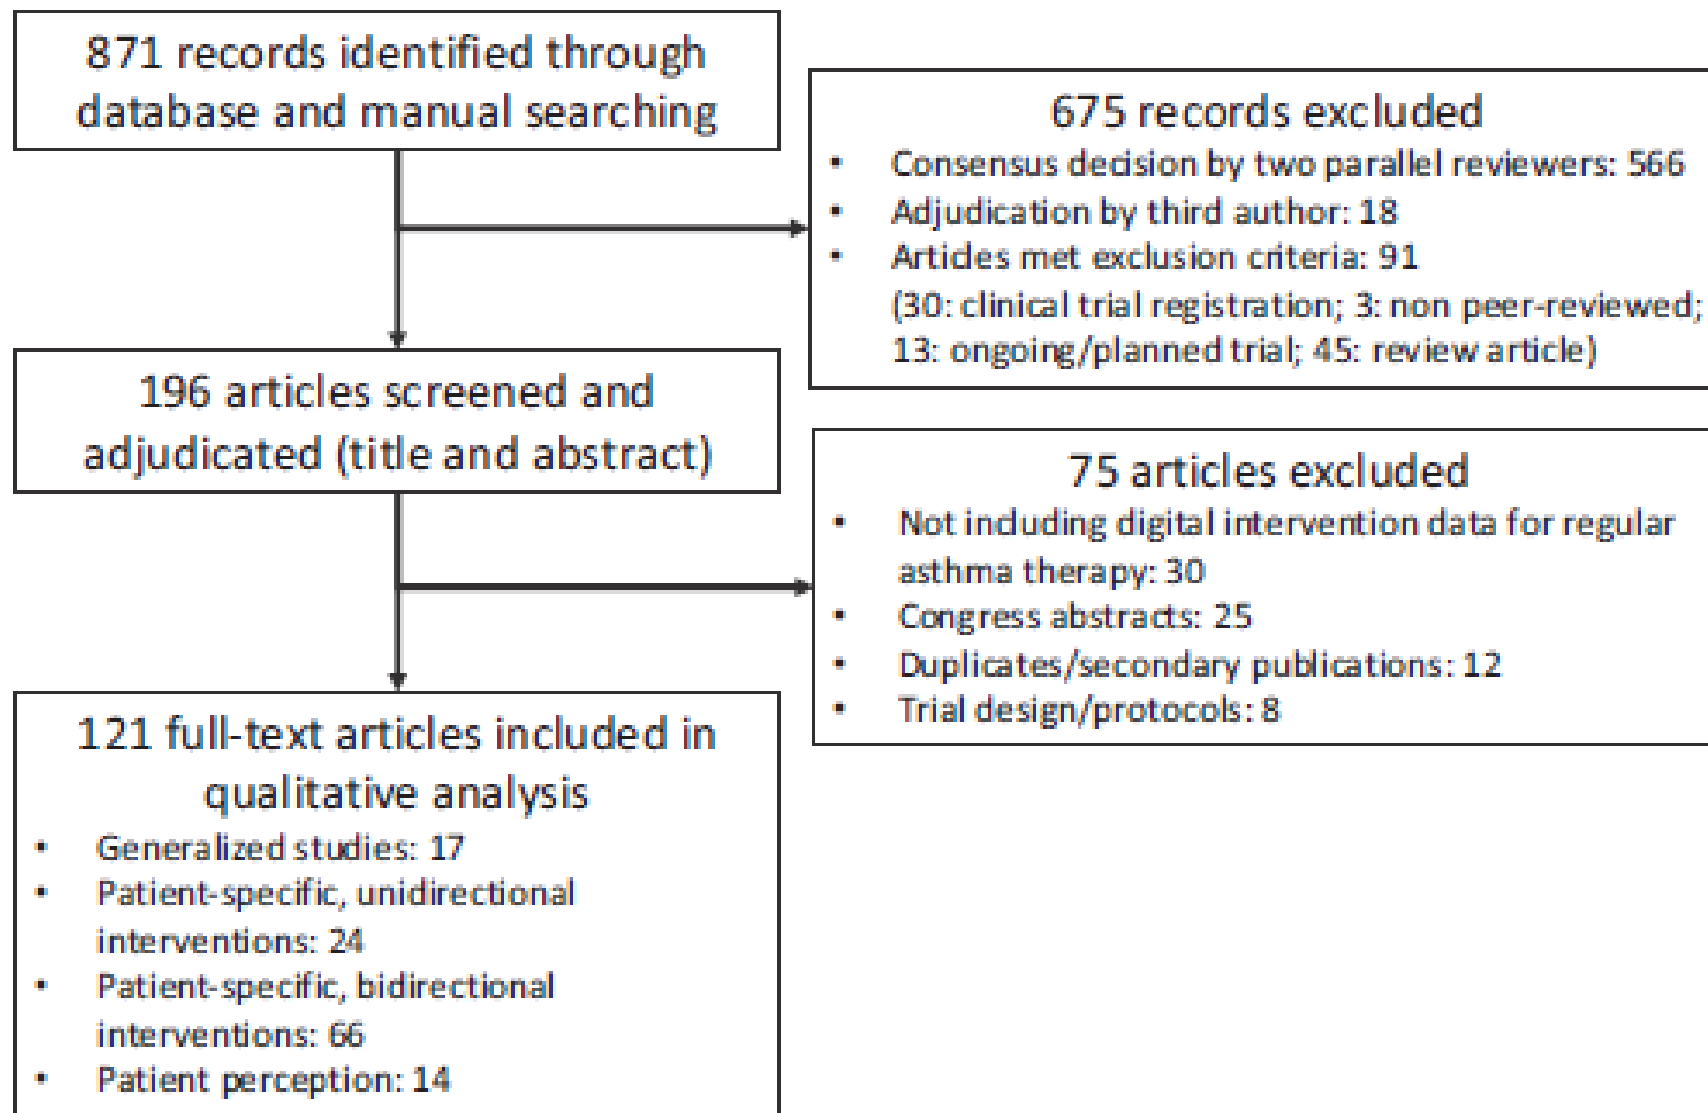 871 records identified through
database and manual searching
675 records excluded
• Consensus decision by two parallel reviewers: 566
• Adjudication by third author: 18
• Articles met exclusion criteria: 91
(30: clinical trial registration; 3: non peer-reviewed;
13: ongoing/planned trial; 45: review article)
196 articles screened and
adjudicated (title and abstract)
75 articles excluded
• Not including digital intervention data for regular
asthma therapy: 30
• Congress abstracts: 25
• Duplicates/secondary publications: 12
• Trial design/protocols: 8
121 full-text articles included in
qualitative analysis
• Generalized studies: 17
• Patient-specific, unidirectional
interventions: 24
• Patient-specific, bidirectional
interventions: 66
• Patient perception: 14